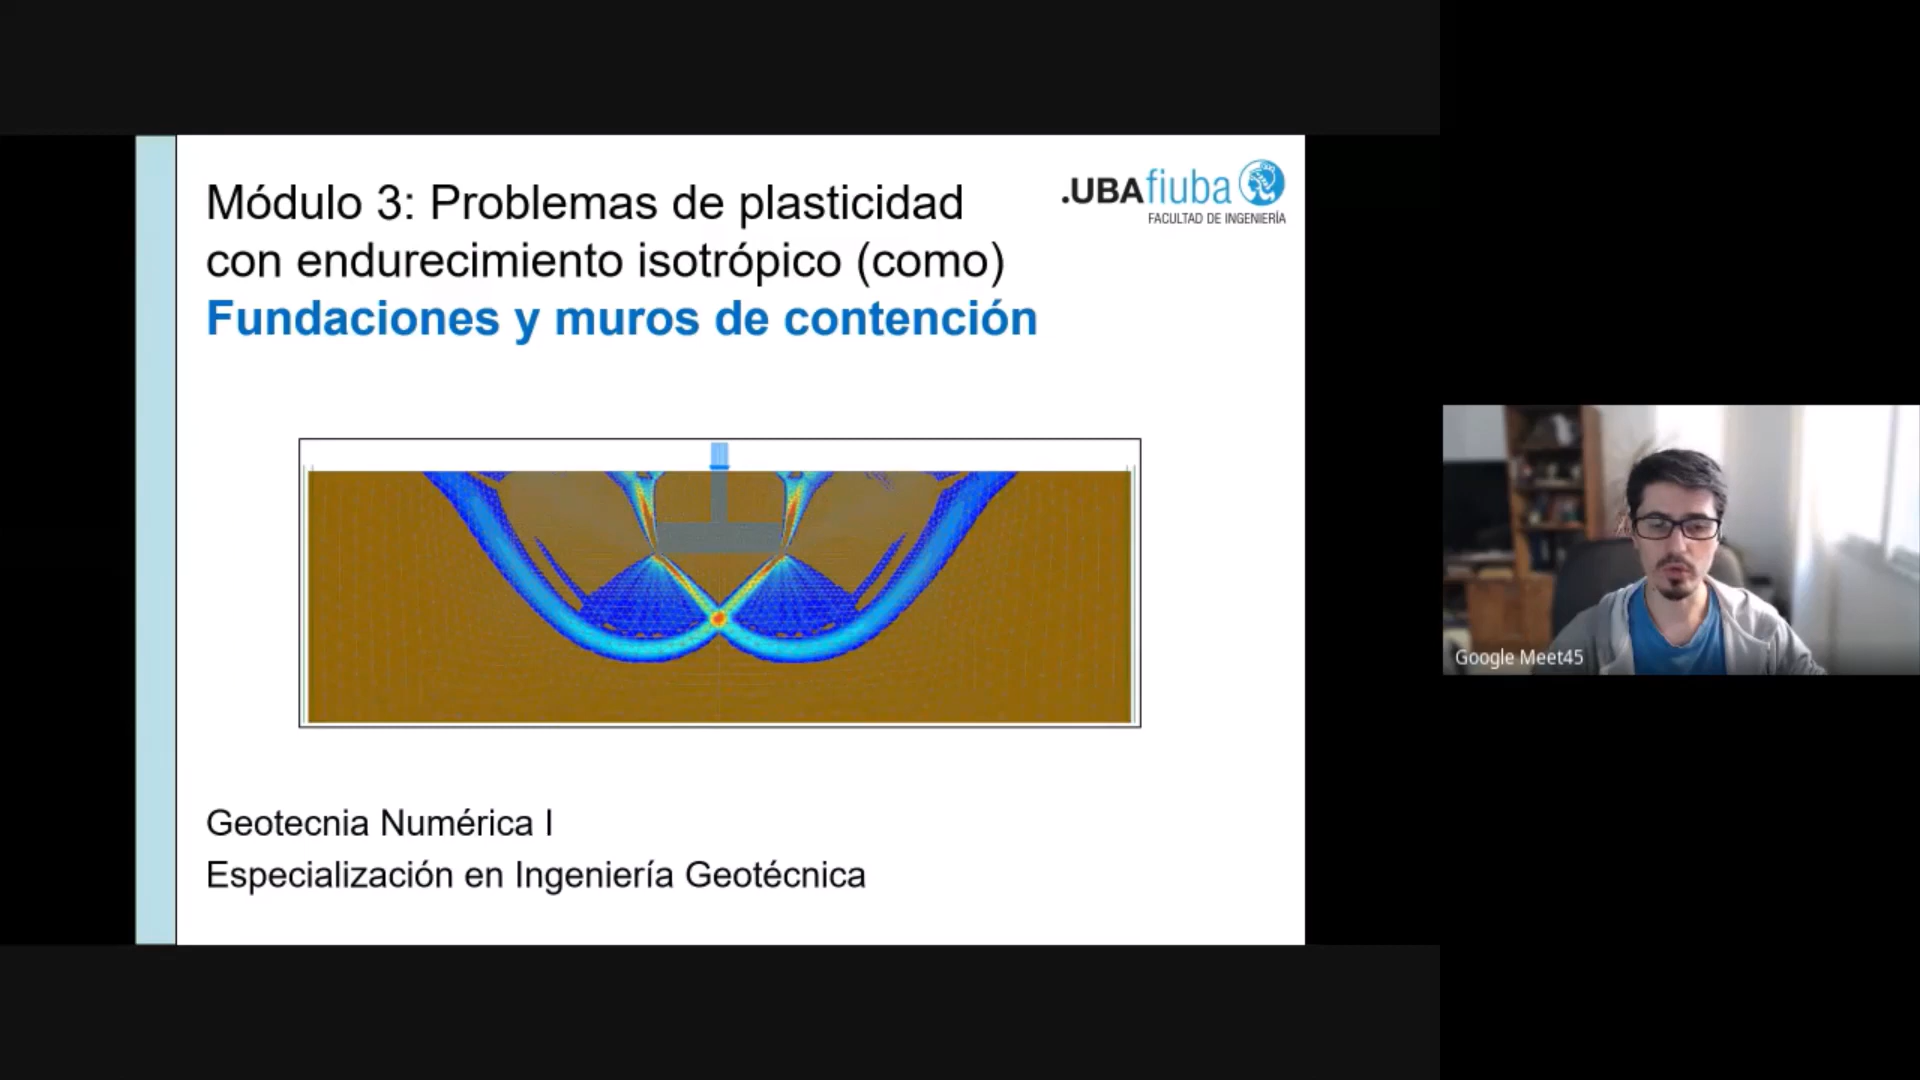 Módulo 3: Problemas de plasticidad
con endurecimiento isotrópico (como)
Fundaciones y muros de contención
.UBAfiuba
FACULTAD DE INGENIERÍA
Geotecnia Numérica I
Especialización en Ingeniería Geotécnica
Google Meet45